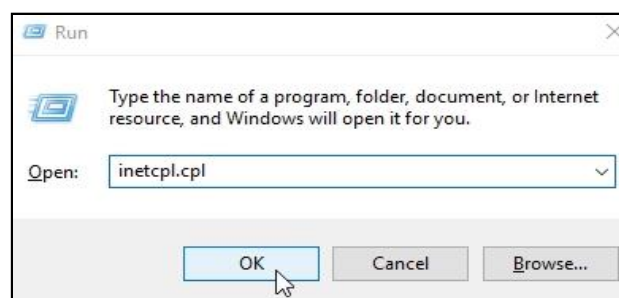 Run
Type the name of a program, folder, document, or Internet
resource, and Windows will open it for you.
Open: inetcpl.cpl
OK Cancel Browse...